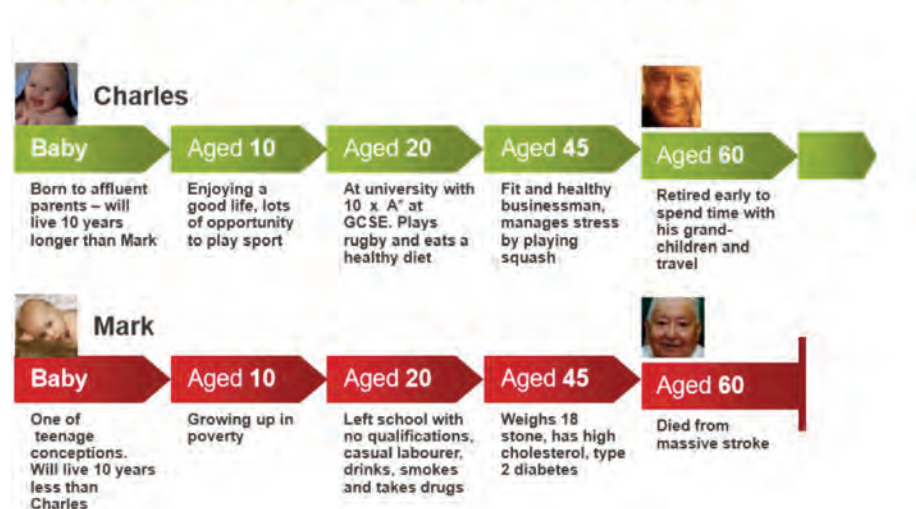 Charles
Baby
Born to affluent
parents – will
live 10 years
longer than Mark
Aged 10
Enjoying a
good life, lots
of opportunity
to play sport
Aged 20
At university with
10 x A* at
GCSE. Plays
rugby and eats a
healthy diet
Aged 45
Fit and healthy
businessman,
manages stress
by playing
squash
Aged 60
Retired early to
spend time with
his grand-
children and
travel
Mark
Baby
One of
teenage
conceptions.
Will live 10 years
less than
Charles
Aged 10
Growing up in
poverty
Aged 20
Left school with
no qualifications,
casual labourer,
drinks, smokes
and takes drugs
Aged 45
Weighs 18
stone, has high
cholesterol, type
2 diabetes
Aged 60
Died from
massive stroke